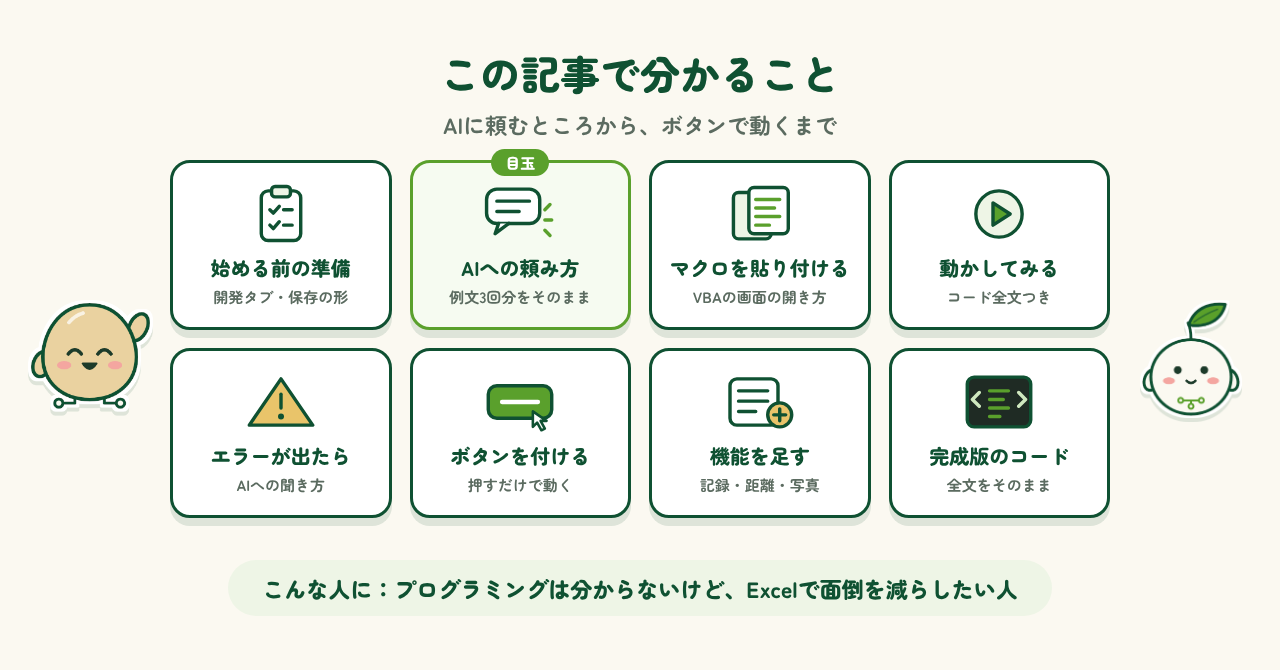 この記事で分かること
AIに頼むところから、ボタンで動くまで
始める前の準備
開発タブ・保存の形
目玉
AIへの頼み方
例文3回分をそのまま
マクロを貼り付ける
VBAの画面の開き方
動かしてみる
コード全文つき
エラーが出たら
AIへの聞き方
ボタンを付ける
押すだけで動く
機能を足す
記録・距離・写真
完成版のコード
全文をそのまま
こんな人に：プログラミングは分からないけど、Excelで面倒を減らしたい人